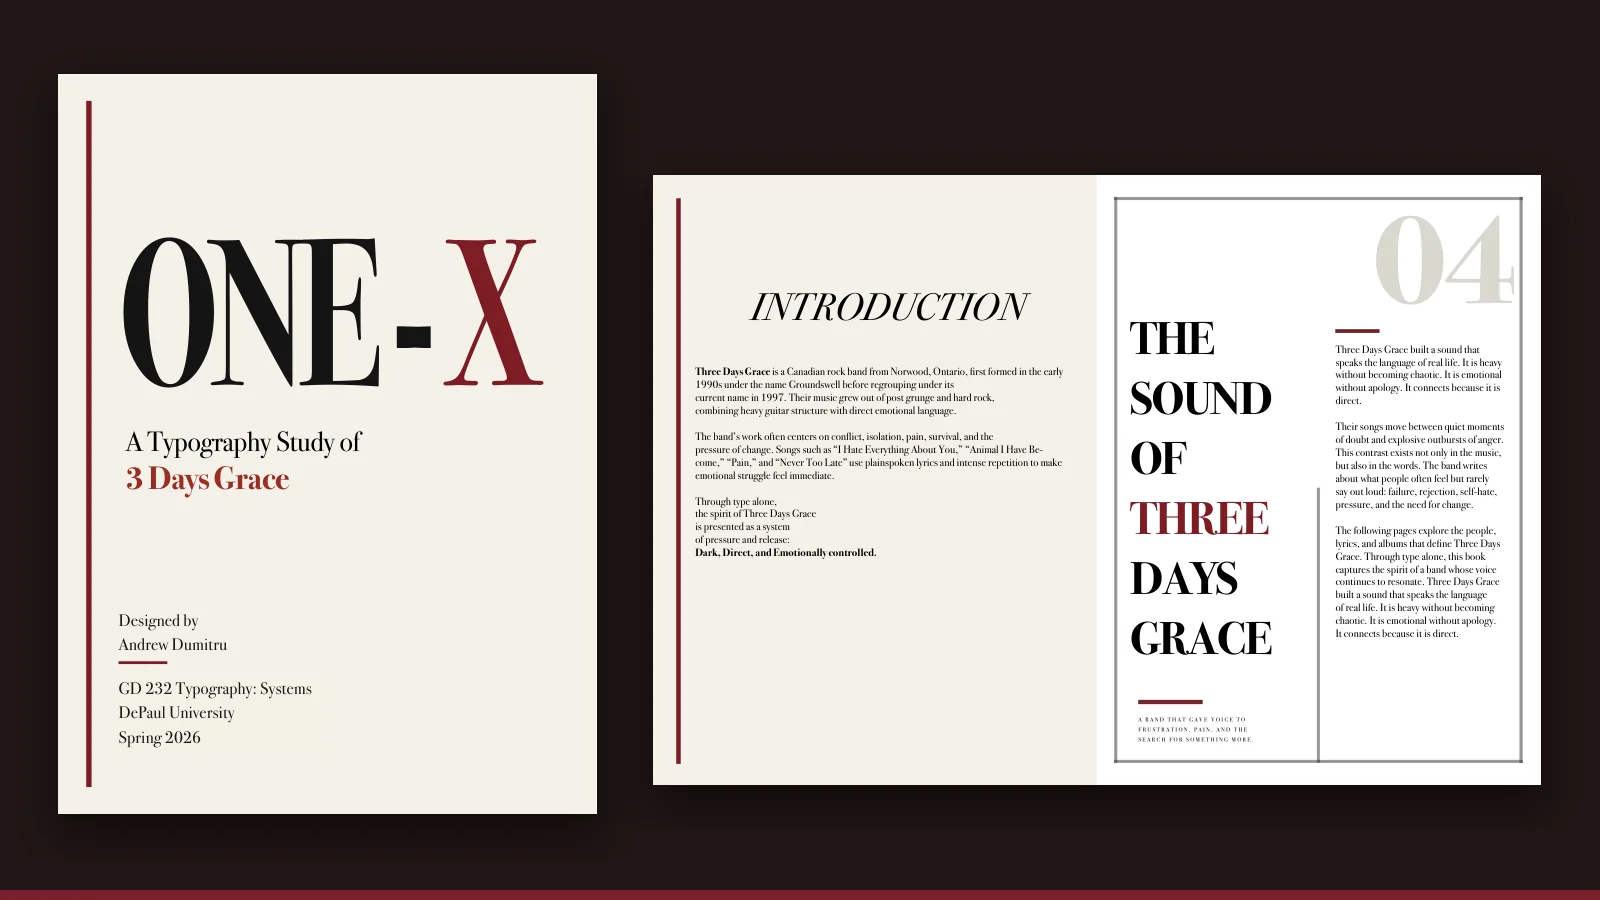 ONE-X
A Typography Study of
3 Days Grace
Designed by
Andrew Dumitru
GD 232 Typography: Systems
DePaul University
Spring 2026
INTRODUCTION
Three Days Grace is a Canadian rock band from Norwood, Ontario, first formed in the early
1990s under the name Groundswell before regrouping under its
current name in 1997. Their music grew out of post grunge and hard rock,
combining heavy guitar structure with direct emotional language.
The band’s work often centers on conflict, isolation, pain, survival, and the
pressure of change. Songs such as “I Hate Everything About You,” “Animal I Have Be-
come,” “Pain,” and “Never Too Late” use plainspoken lyrics and intense repetition to make
emotional struggle feel immediate.
Through type alone,
the spirit of Three Days Grace
is presented as a system
of pressure and release:
Dark, Direct, and Emotionally controlled.
04
THE
SOUND
OF
THREE
DAYS
GRACE
A BAND THAT GAVE VOICE TO
FRUSTRATION, PAIN, AND THE
SEARCH FOR SOMETHING MORE.
Three Days Grace built a sound that
speaks the language of real life. It is heavy
without becoming chaotic. It is emotional
without apology. It connects because it is
direct.
Their songs move between quiet moments
of doubt and explosive outbursts of anger.
This contrast exists not only in the music,
but also in the words. The band writes
about what people often feel but rarely
say out loud: failure, rejection, self-hate,
pressure, and the need for change.
The following pages explore the people,
lyrics, and albums that define Three Days
Grace. Through type alone, this book
captures the spirit of a band whose voice
continues to resonate. Three Days Grace
built a sound that speaks the language
of real life. It is heavy without becoming
chaotic. It is emotional without apology.
It connects because it is direct.